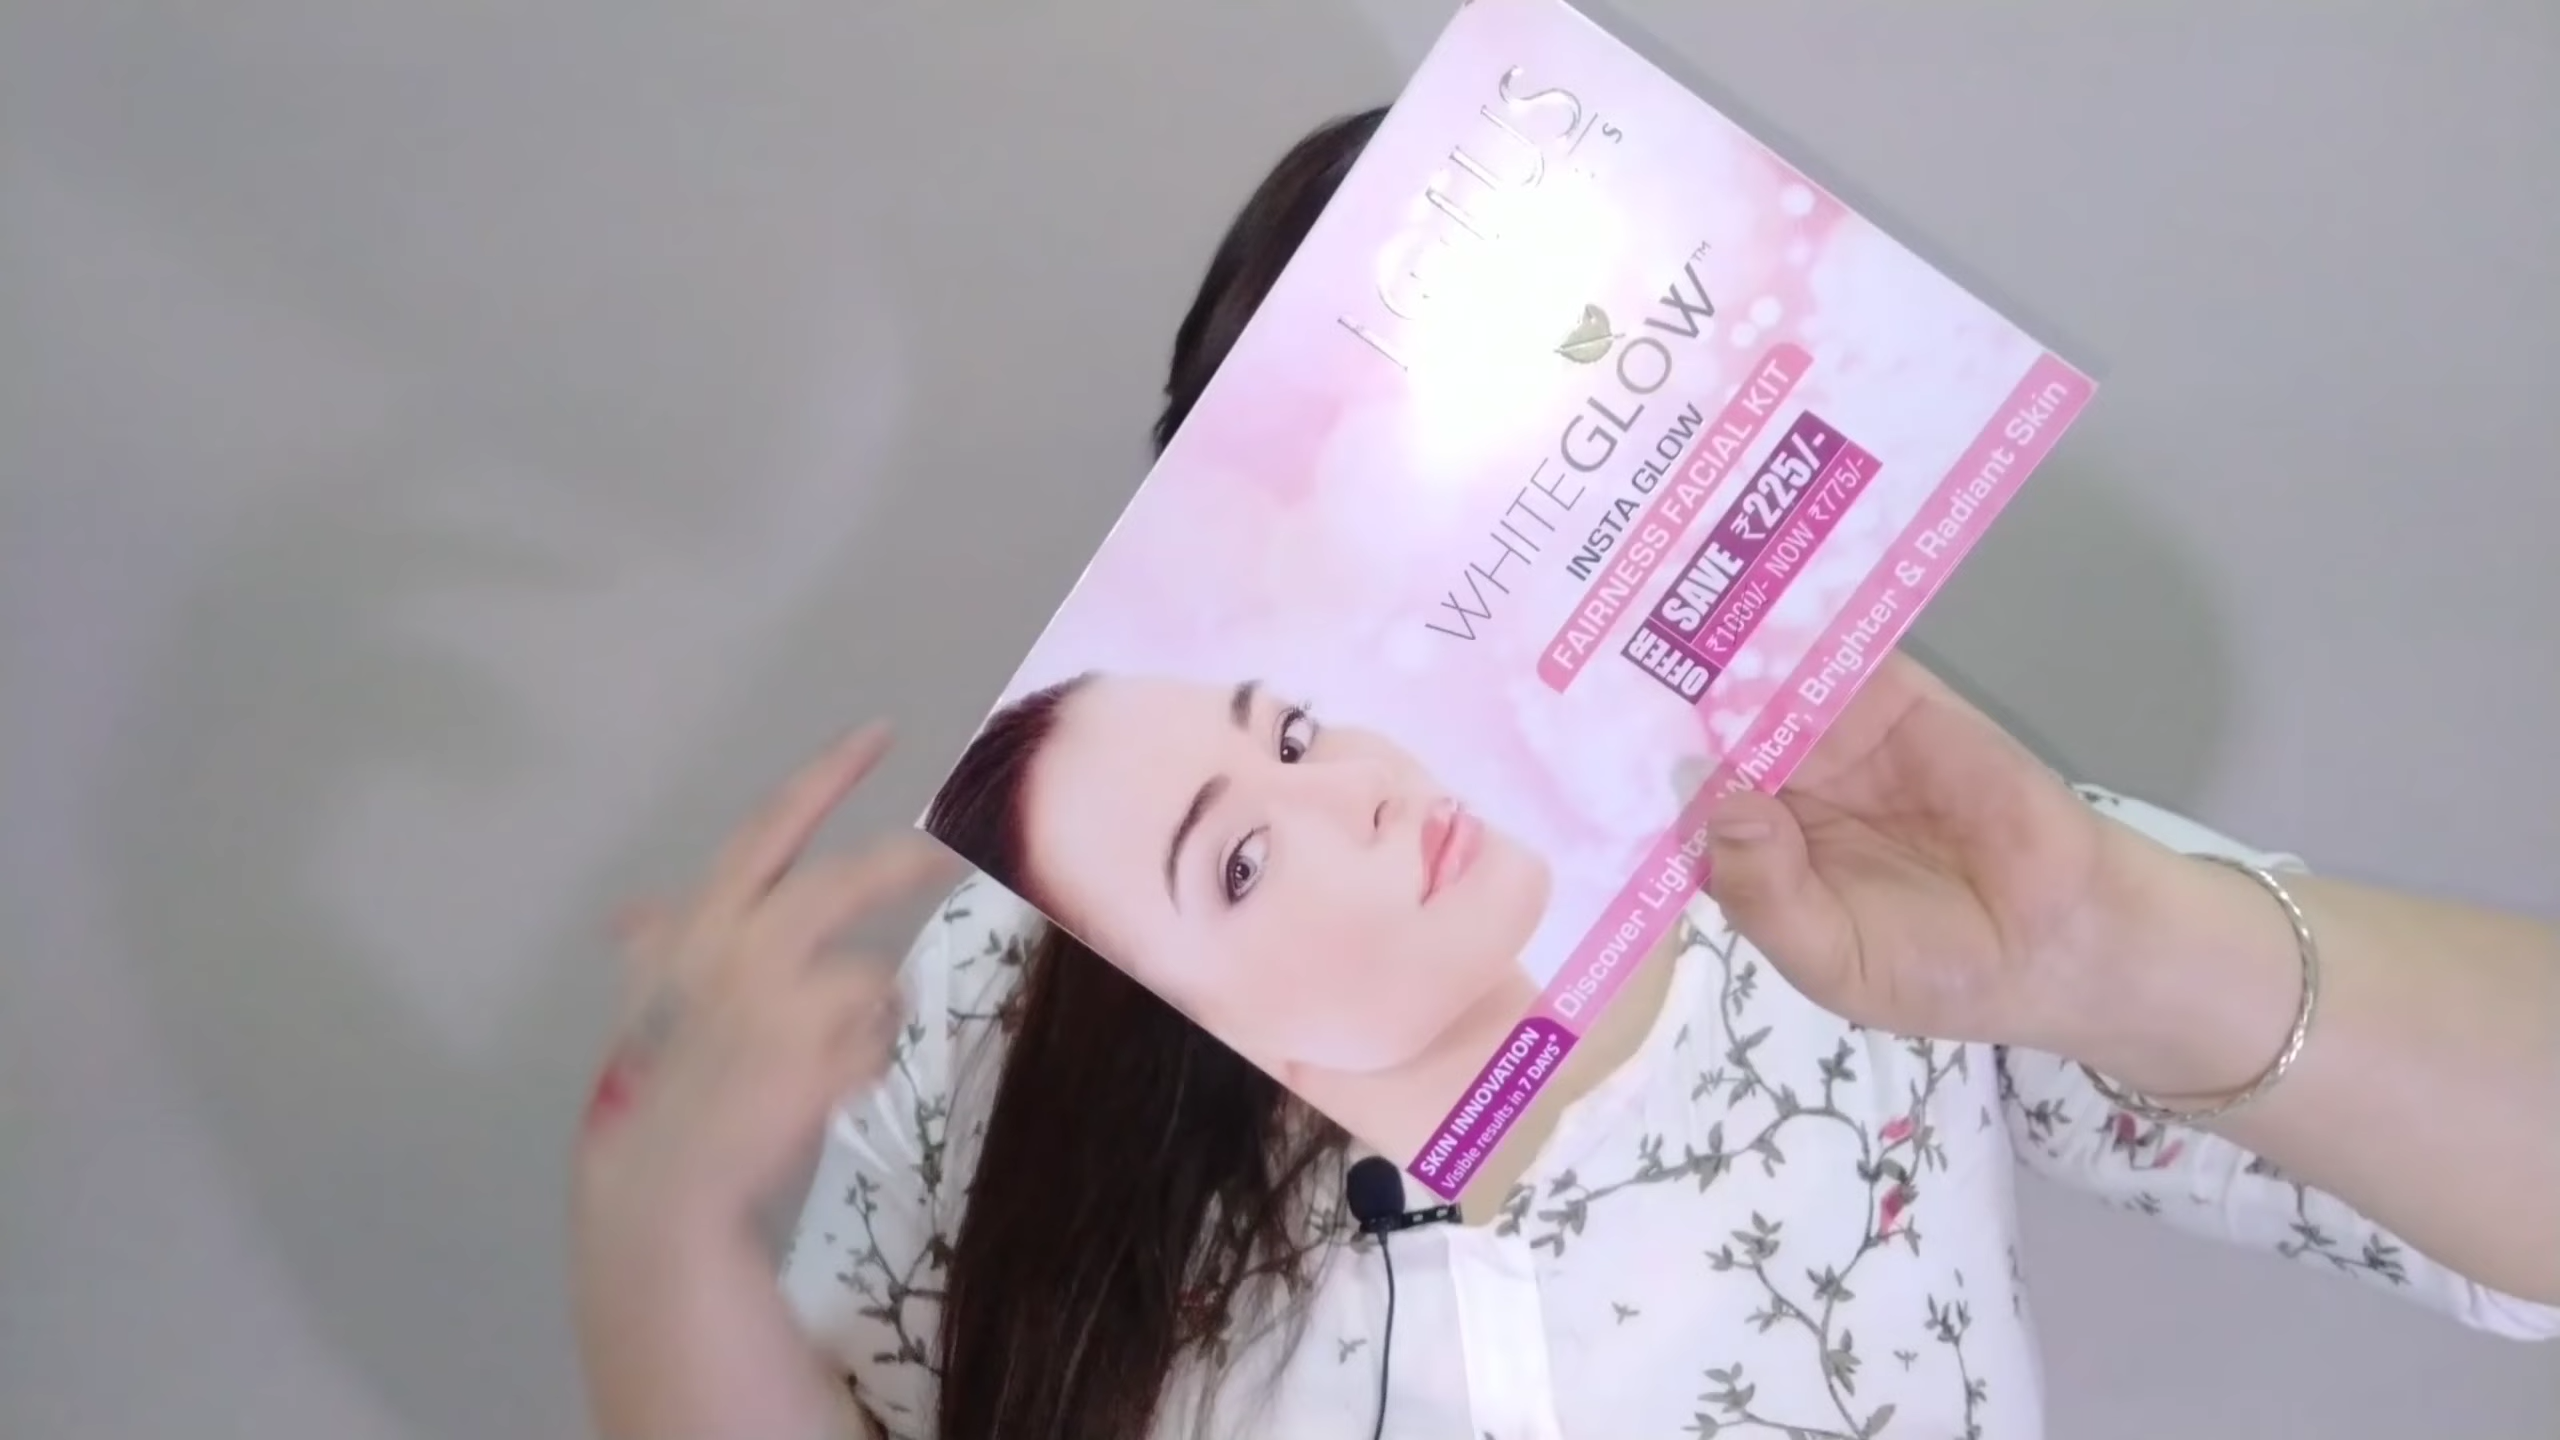 LOTUS
WHITEGLOW™
INSTA GLOW
FAIRNESS FACIAL KIT
OFFER
SAVE ₹225/-
₹1000/- NOW ₹775/-
Discover Lighter, Whiter, Brighter & Radiant Skin
SKIN INNOVATION
Visible results in 7 DAYS*